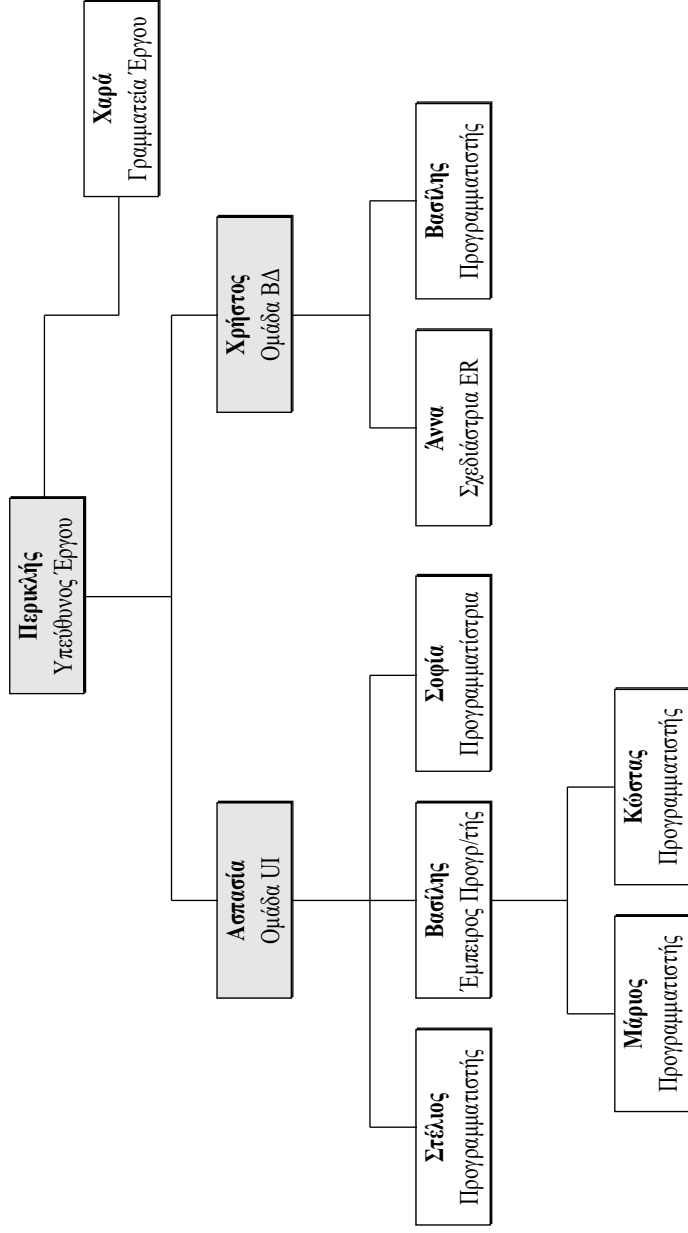 Περικλής
Υπεύθυνος Έργου
Χαρά
Γραμματεία Έργου
Ασπασία
Ομάδα UI
Χρήστος
Ομάδα ΒΔ
Στέλιος
Προγραμματιστής
Βασίλης
Έμπειρος Προγρ/τής
Σοφία
Προγραμματίστρια
Άννα
Σχεδιάστρια ER
Βασίλης
Προγραμματιστής
Μάριος
Προγραμματιστής
Κώστας
Προγραμματιστής